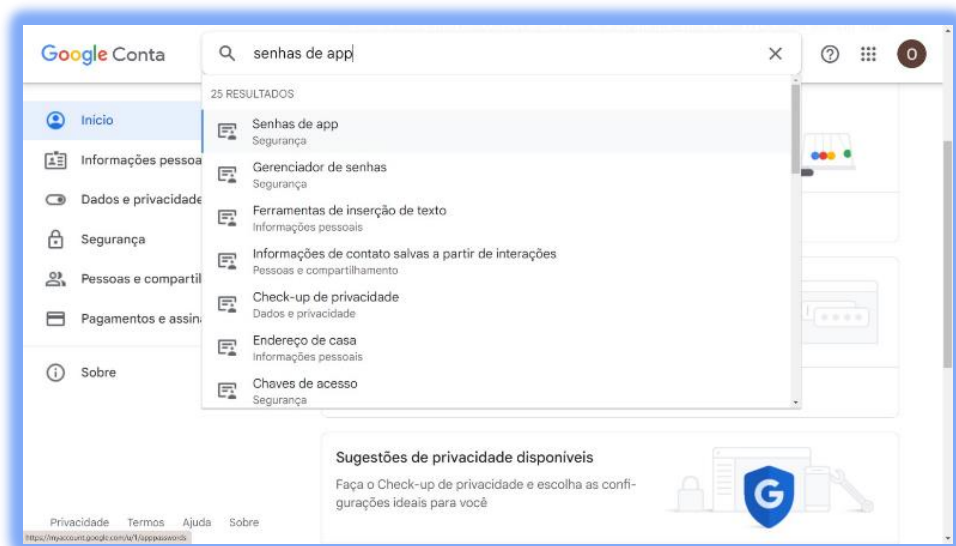 Google Conta
senhas de app
O
25 RESULTADOS
Senhas de app
Segurança
Gerenciador de senhas
Segurança
Ferramentas de inserção de texto
Informações pessoais
Informações de contato salvas a partir de interações
Pessoas e compartilhamento
Check-up de privacidade
Dados e privacidade
Endereço de casa
Informações pessoais
Chaves de acesso
Segurança
Início
Informações pessoa
Dados e privacidade
Segurança
Pessoas e compartil
Pagamentos e assin
Sobre
Sugestões de privacidade disponíveis
Faça o Check-up de privacidade e escolha as confi-
gurações ideais para você
G
Privacidade Termos Ajuda Sobre
https://myaccount.google.com/u/1/apppasswords